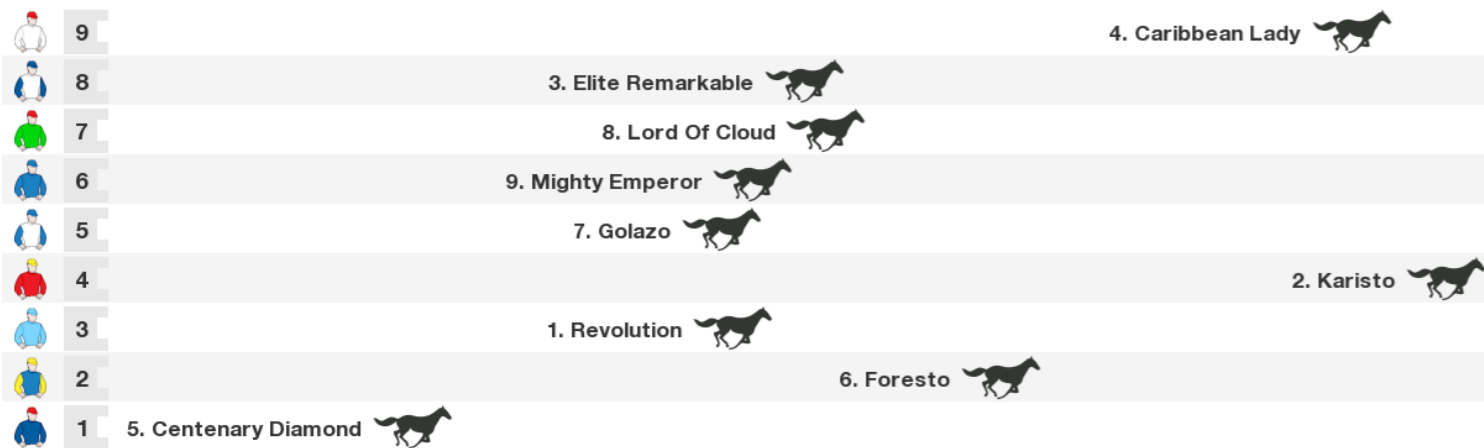 9 4. Caribbean Lady
8 3. Elite Remarkable
7 8. Lord Of Cloud
6 9. Mighty Emperor
5 7. Golazo
4 2. Karisto
3 1. Revolution
2 6. Foresto
1 5. Centenary Diamond